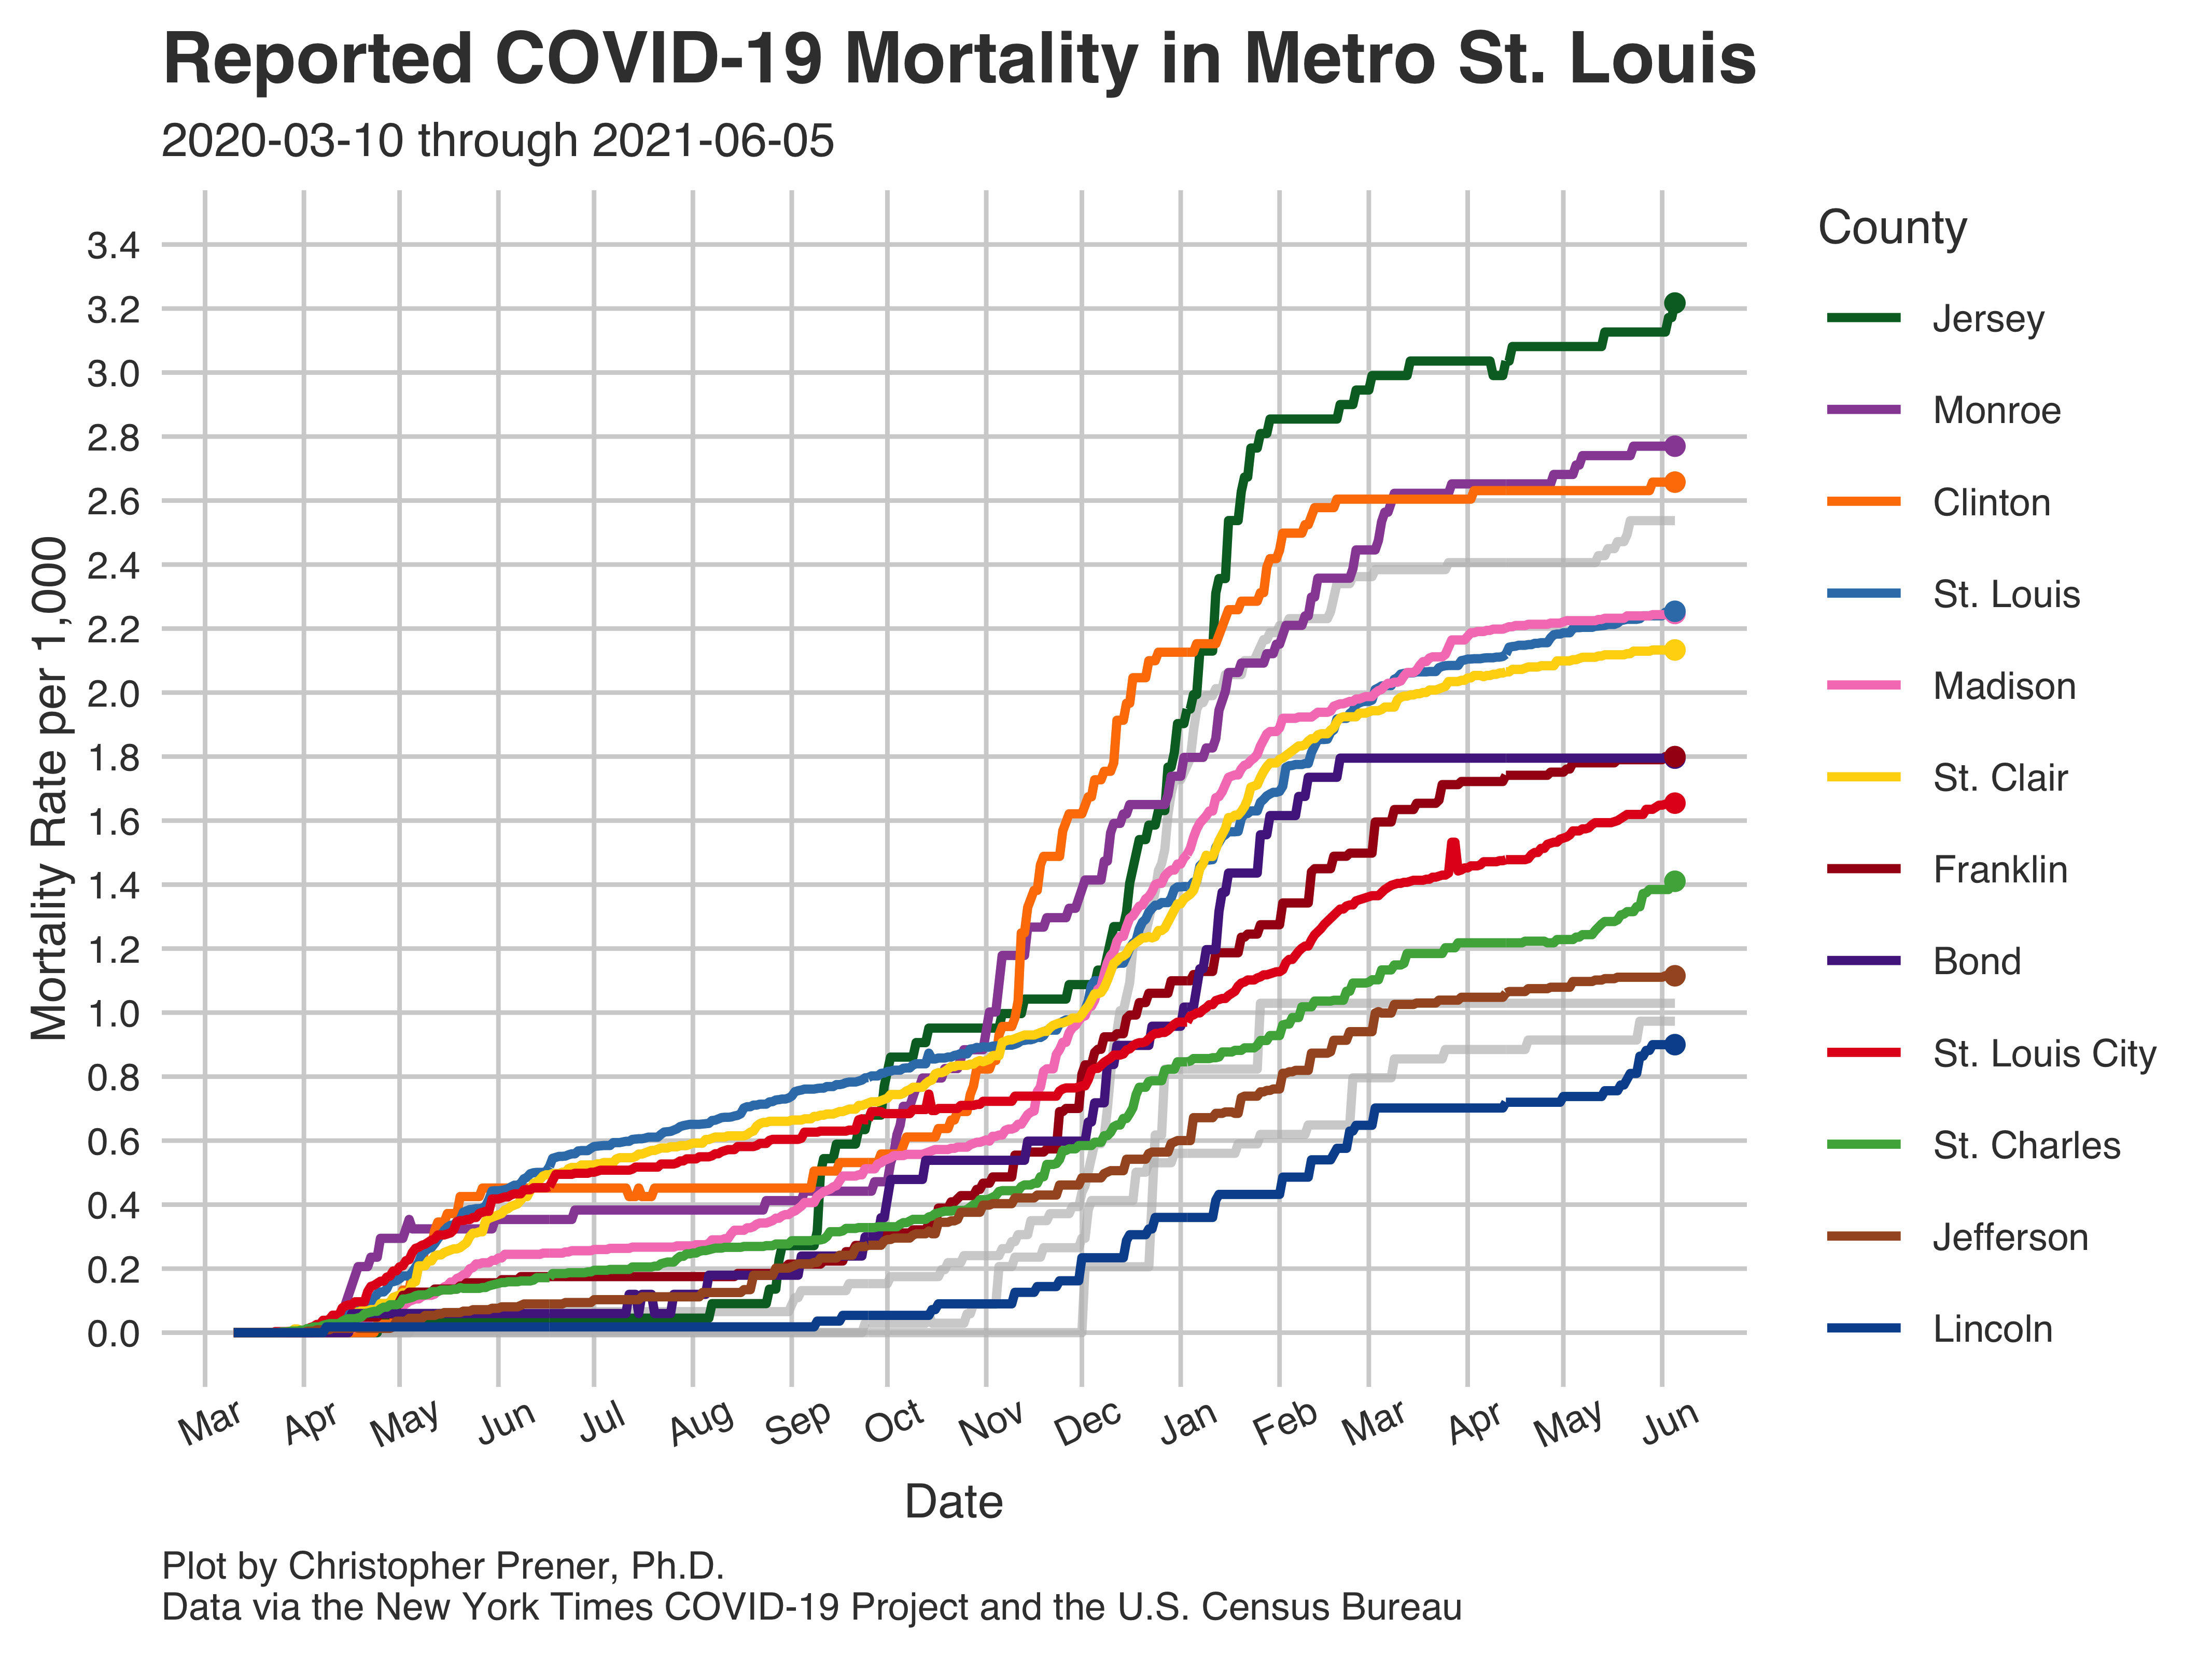 Reported COVID-19 Mortality in Metro St. Louis
2020-03-10 through 2021-06-05
Mortality Rate per 1,000
3.4
3.2
3.0
2.8
2.6
2.4
2.2
2.0
1.8
1.6
1.4
1.2
1.0
0.8
0.6
0.4
0.2
0.0
Mar Apr May Jun Jul Aug Sep Oct Nov Dec Jan Feb Mar Apr May Jun
Date
County
Jersey
Monroe
Clinton
St. Louis
Madison
St. Clair
Franklin
Bond
St. Louis City
St. Charles
Jefferson
Lincoln
Plot by Christopher Prener, Ph.D.
Data via the New York Times COVID-19 Project and the U.S. Census Bureau